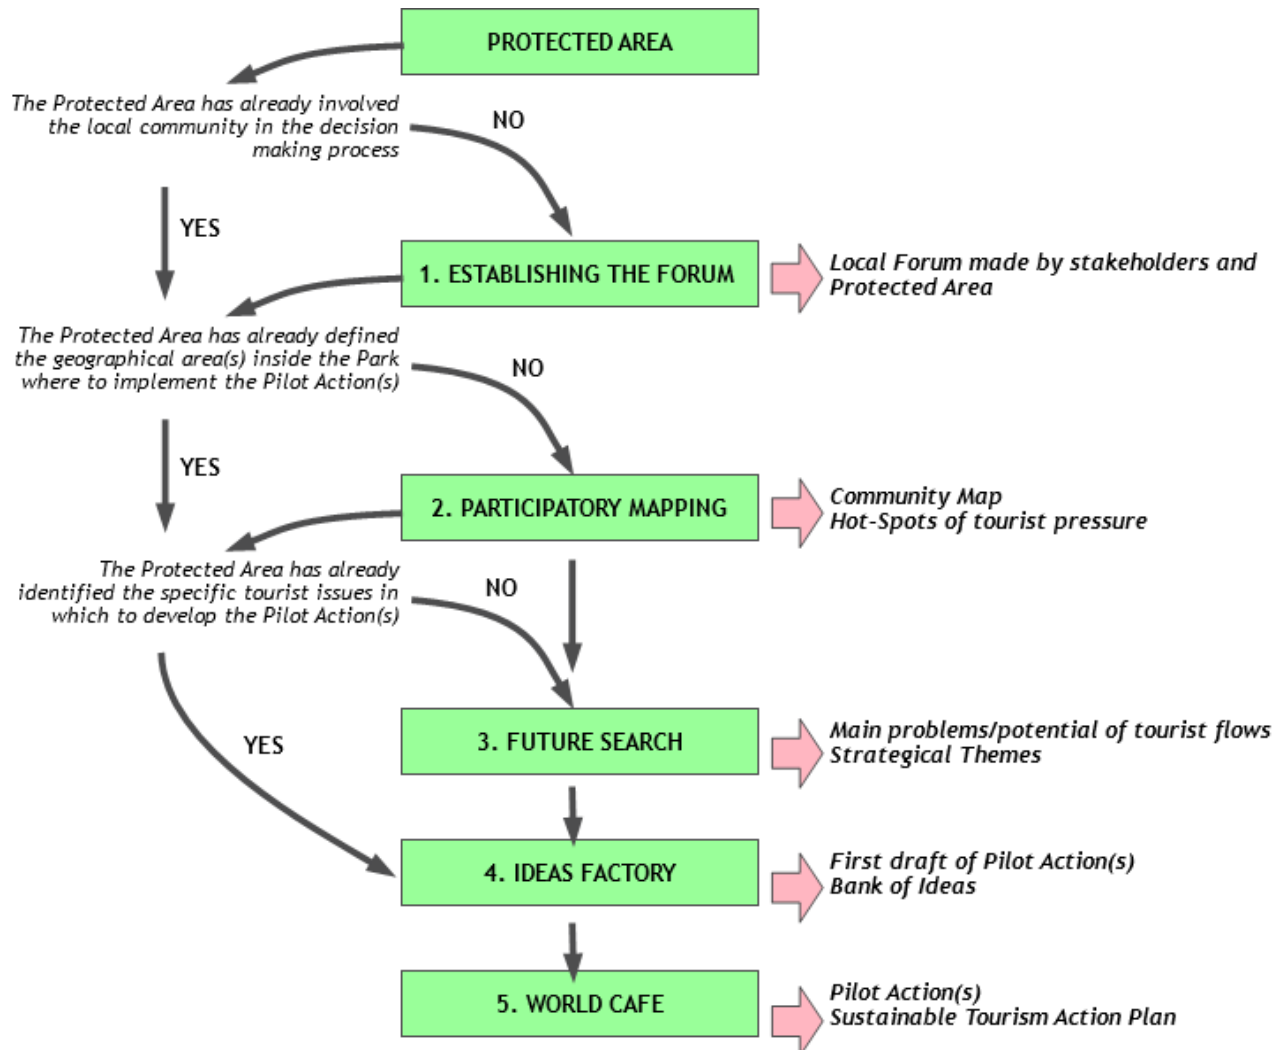 PROTECTED AREA
The Protected Area has already involved
the local community in the decision
making process
NO
YES
1. ESTABLISHING THE FORUM
Local Forum made by stakeholders and
Protected Area
The Protected Area has already defined
the geographical area(s) inside the Park
where to implement the Pilot Action(s)
NO
YES
2. PARTICIPATORY MAPPING
Community Map
Hot-Spots of tourist pressure
The Protected Area has already
identified the specific tourist issues in
which to develop the Pilot Action(s)
NO
YES
3. FUTURE SEARCH
Main problems/potential of tourist flows
Strategical Themes
4. IDEAS FACTORY
First draft of Pilot Action(s)
Bank of Ideas
5. WORLD CAFE
Pilot Action(s)
Sustainable Tourism Action Plan